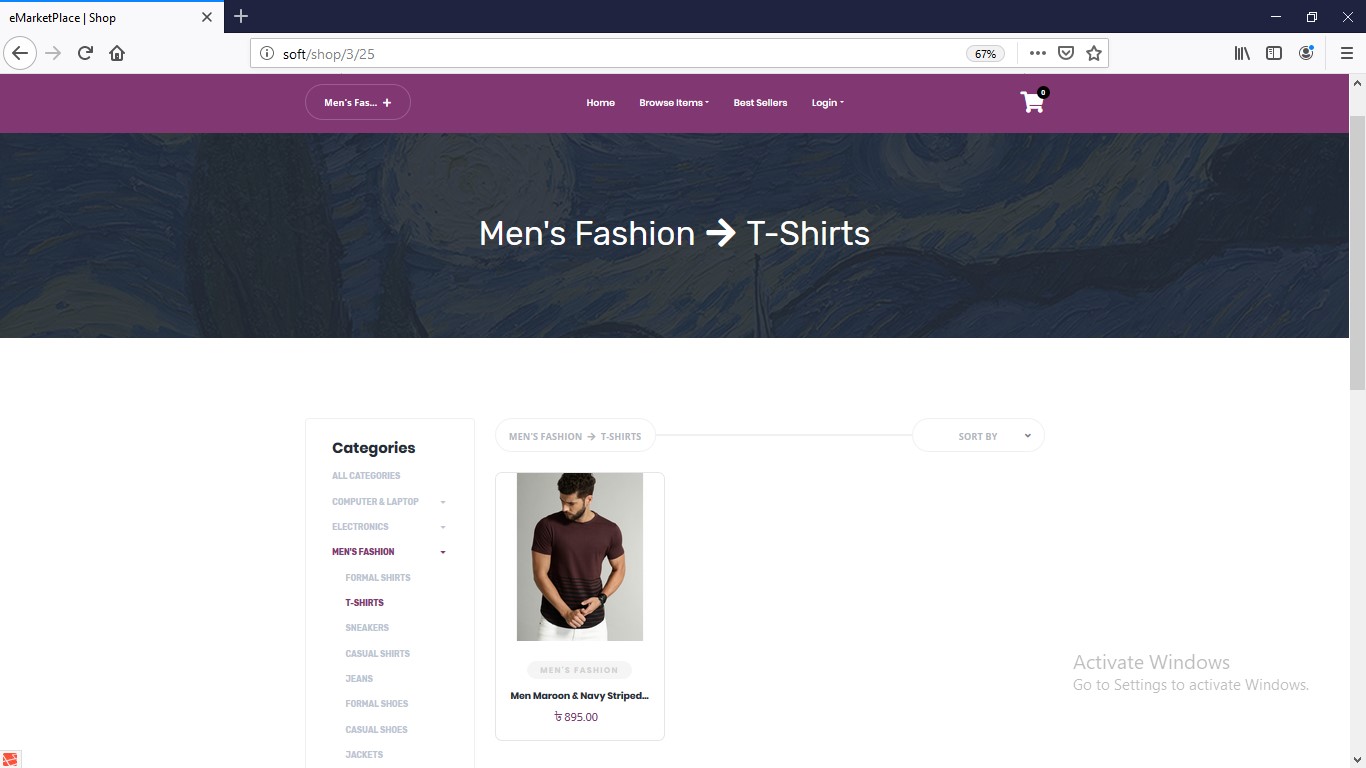 eMarketPlace | Shop
soft/shop/3/25
67%
Men's Fas...
Home
Browse Items
Best Sellers
Login
0
Men's Fashion → T-Shirts
Categories
ALL CATEGORIES
COMPUTER & LAPTOP
ELECTRONICS
MEN'S FASHION
FORMAL SHIRTS
T-SHIRTS
SNEAKERS
CASUAL SHIRTS
JEANS
FORMAL SHOES
CASUAL SHOES
JACKETS
MEN'S FASHION → T-SHIRTS
SORT BY
MEN'S FASHION
Men Maroon & Navy Striped...
৳ 895.00
Activate Windows
Go to Settings to activate Windows.